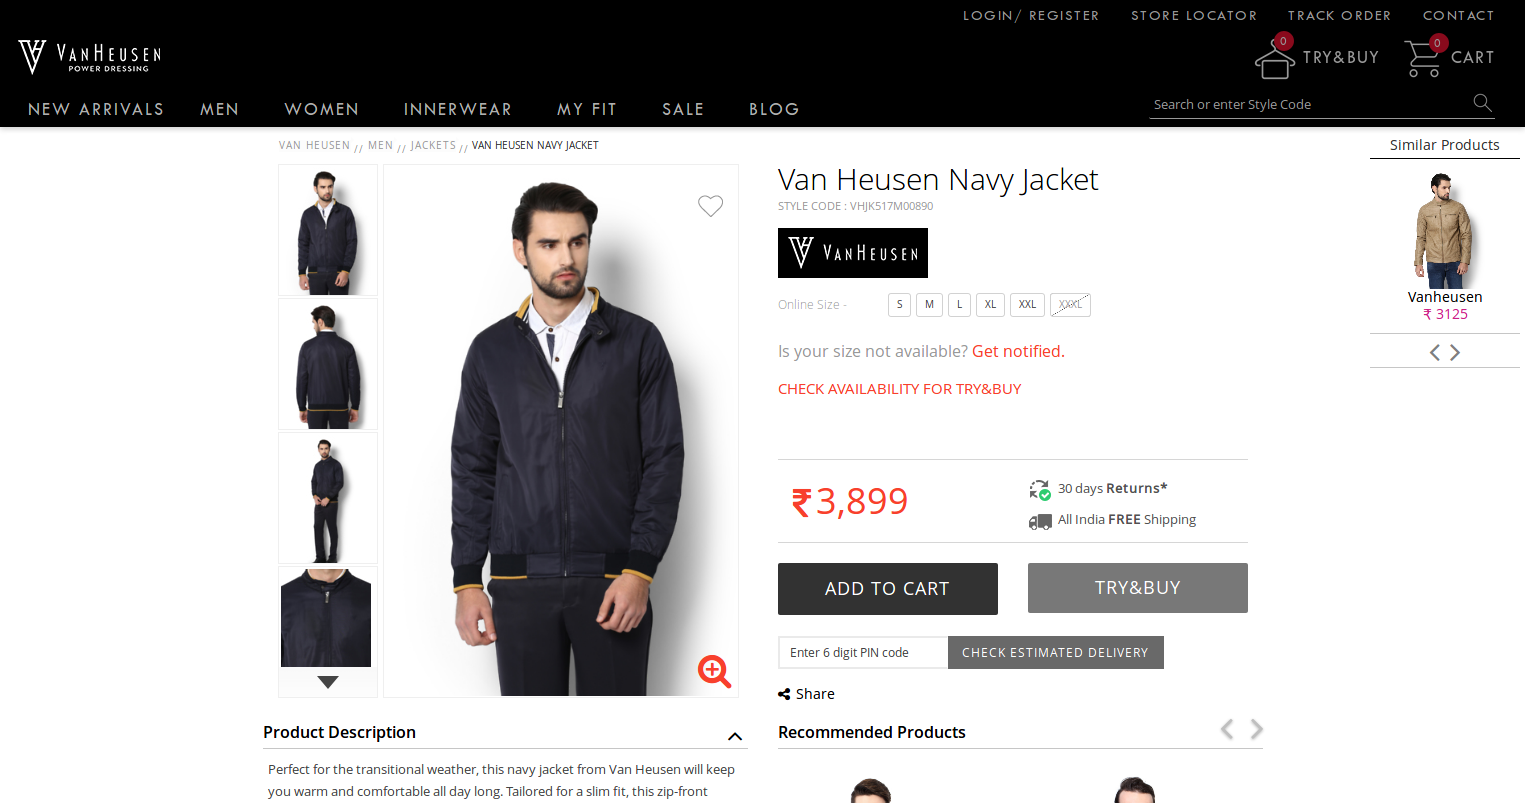 LOGIN/ REGISTER STORE LOCATOR TRACK ORDER CONTACT
VANHEUSEN
POWER DRESSING
0 TRY&BUY 0 CART
NEW ARRIVALS MEN WOMEN INNERWEAR MY FIT SALE BLOG
Search or enter Style Code
VAN HEUSEN // MEN // JACKETS // VAN HEUSEN NAVY JACKET
Van Heusen Navy Jacket
STYLE CODE : VHJK517M00890
VANHEUSEN
Online Size - S M L XL XXL XXXL
Is your size not available? Get notified.
CHECK AVAILABILITY FOR TRY&BUY
₹3,899
30 days Returns*
All India FREE Shipping
ADD TO CART TRY&BUY
Enter 6 digit PIN code CHECK ESTIMATED DELIVERY
Share
Similar Products
Vanheusen
₹ 3125
Product Description
Perfect for the transitional weather, this navy jacket from Van Heusen will keep
you warm and comfortable all day long. Tailored for a slim fit, this zip-front
Recommended Products